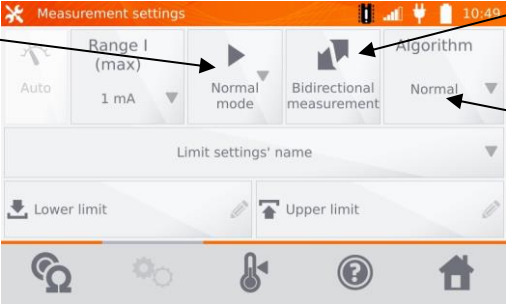 Measurement settings 10:49
Auto
Range I
(max)
1 mA
Normal
mode
Bidirectional
measurement
Algorithm
Normal
Limit settings' name
Lower limit
Upper limit